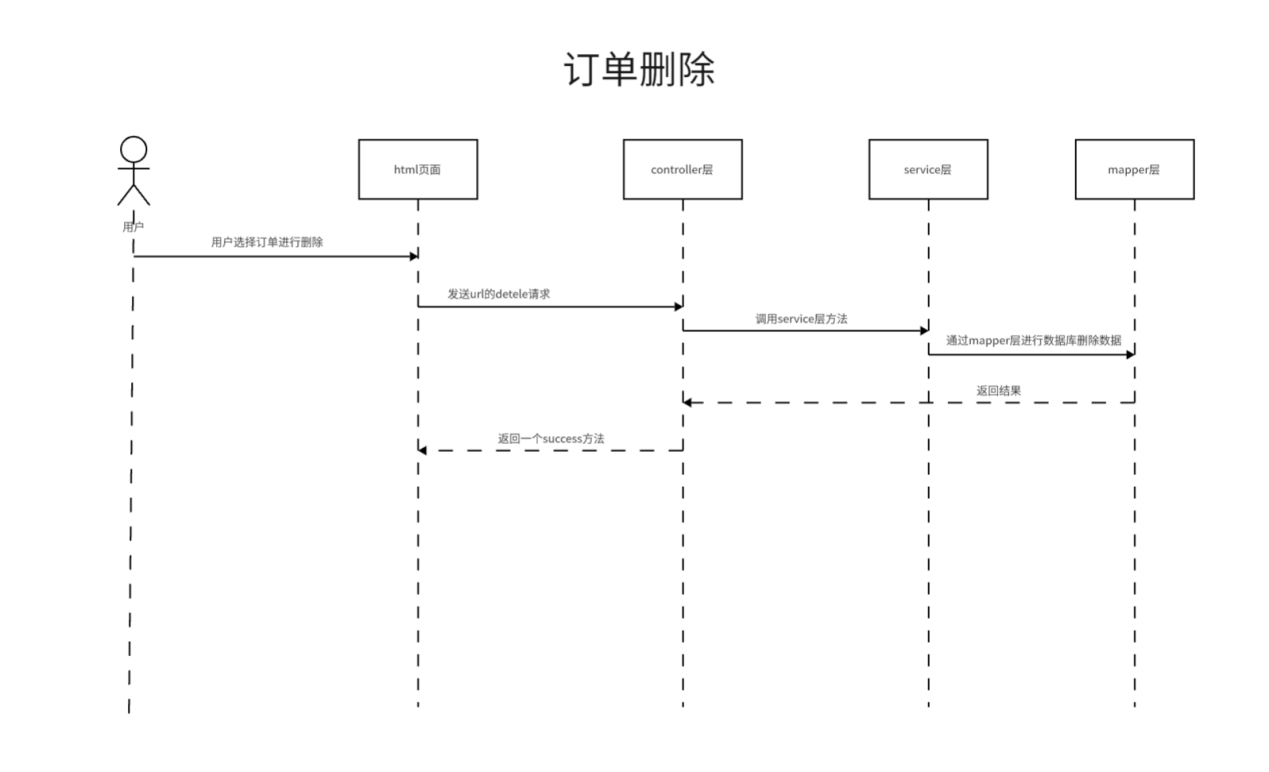 订单删除
html页面
controller层
service层
mapper层
用户
用户选择订单进行删除
发送url的detele请求
调用service层方法
通过mapper层进行数据库删除数据
返回结果
返回一个success方法